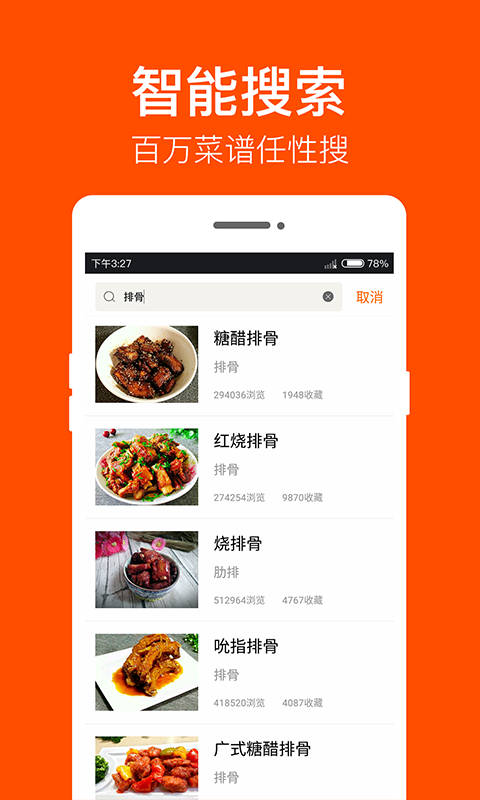 智能搜索
百万菜谱任性搜
下午3:27
78%
排骨
取消
糖醋排骨
排骨
294036浏览 1948收藏
红烧排骨
排骨
274254浏览 9870收藏
烧排骨
肋排
512964浏览 4767收藏
吮指排骨
排骨
418520浏览 4087收藏
广式糖醋排骨
排骨